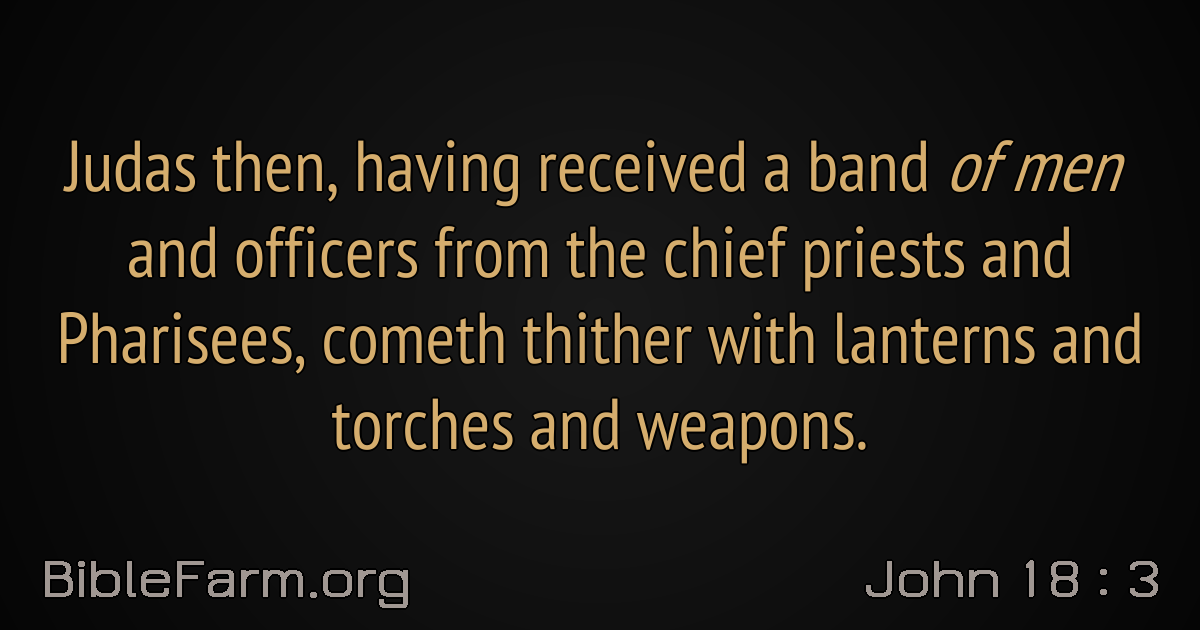 Judas then, having received a band of men
and officers from the chief priests and
Pharisees, cometh thither with lanterns and
torches and weapons.
BibleFarm.org
John 18 : 3